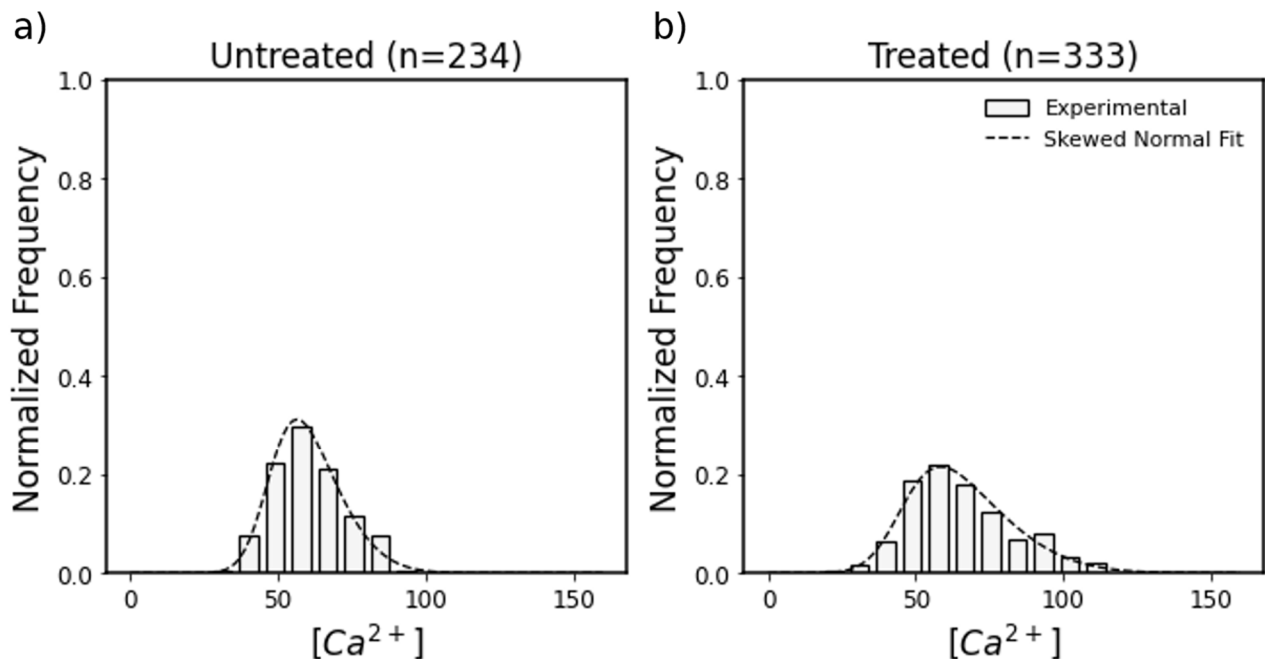 a)
Untreated (n=234)
Normalized Frequency
1.0
0.8
0.6
0.4
0.2
0.0
0 50 100 150
[Ca²⁺]
b)
Treated (n=333)
Experimental
Skewed Normal Fit
Normalized Frequency
1.0
0.8
0.6
0.4
0.2
0.0
0 50 100 150
[Ca²⁺]